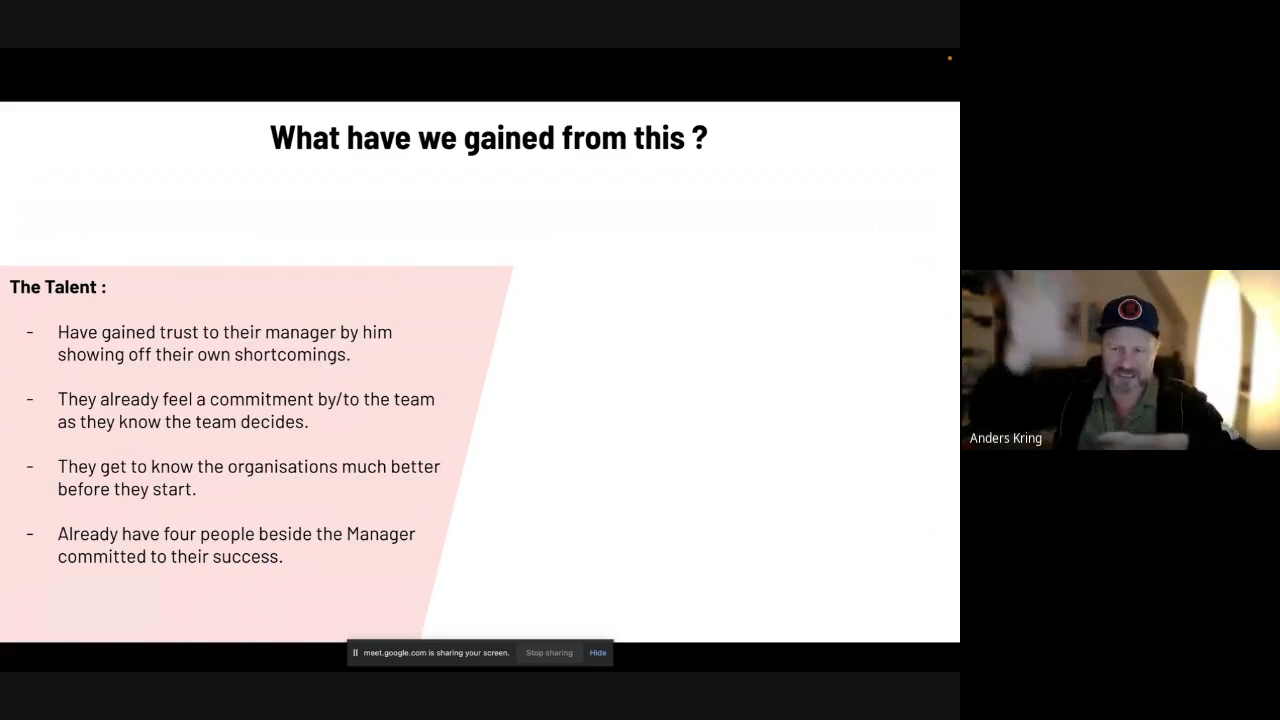 What have we gained from this ?
The Talent :
- Have gained trust to their manager by him
showing off their own shortcomings.
- They already feel a commitment by/to the team
as they know the team decides.
- They get to know the organisations much better
before they start.
- Already have four people beside the Manager
committed to their success.
Anders Kring
meet.google.com is sharing your screen. Stop sharing Hide